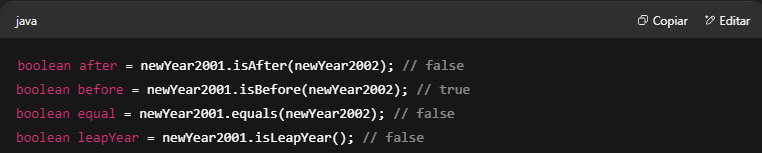 java
Copiar
Editar
boolean after = newYear2001.isAfter(newYear2002); // false
boolean before = newYear2001.isBefore(newYear2002); // true
boolean equal = newYear2001.equals(newYear2002); // false
boolean leapYear = newYear2001.isLeapYear(); // false